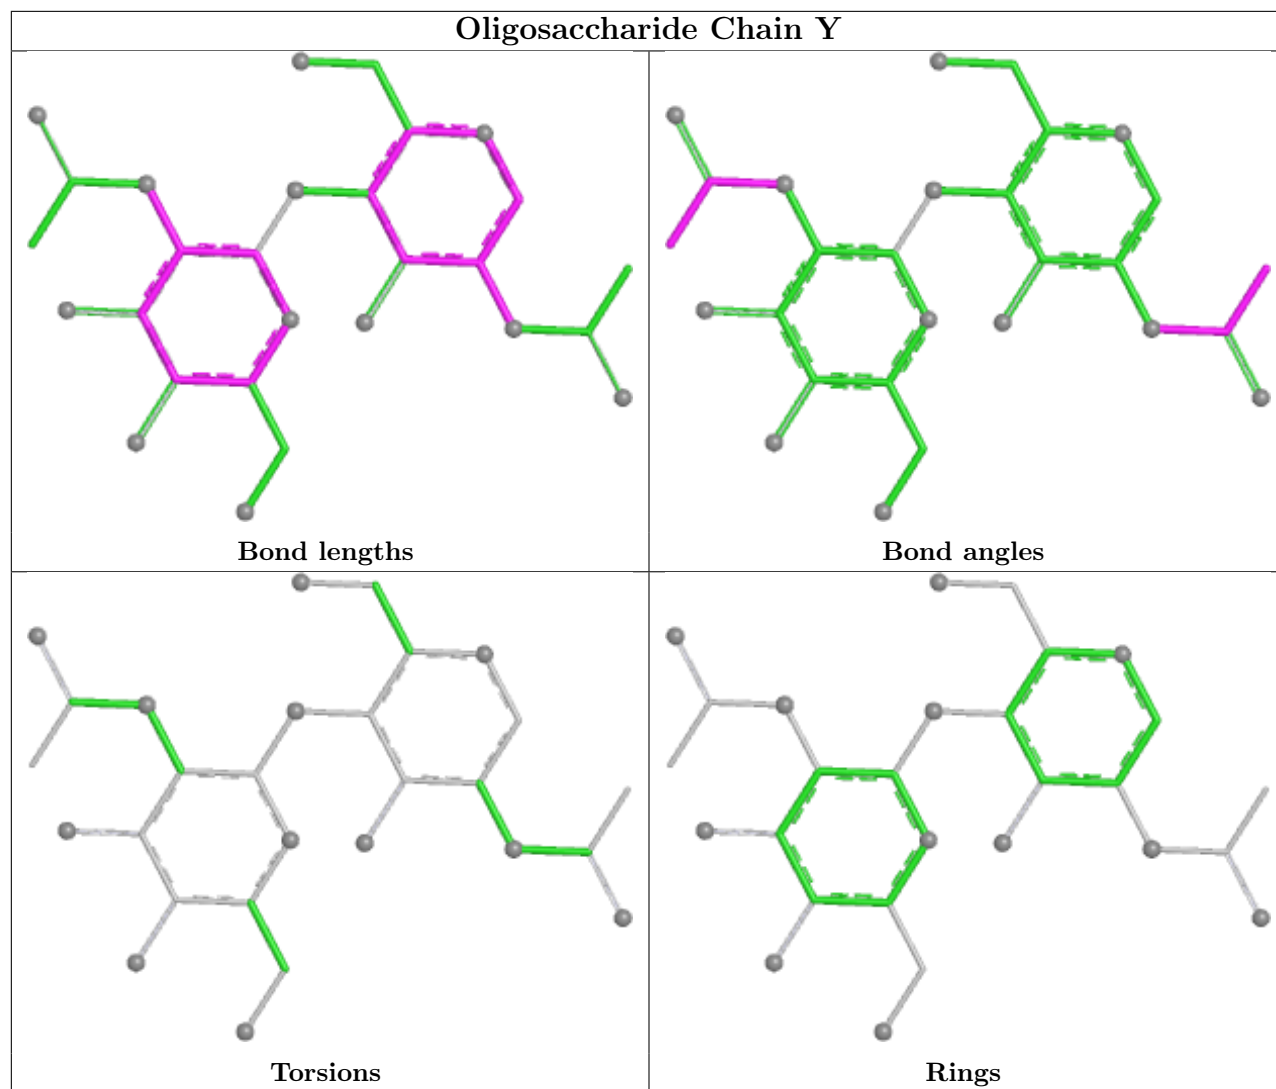 Oligosaccharide Chain Y
Bond lengths
Bond angles
Torsions
Rings